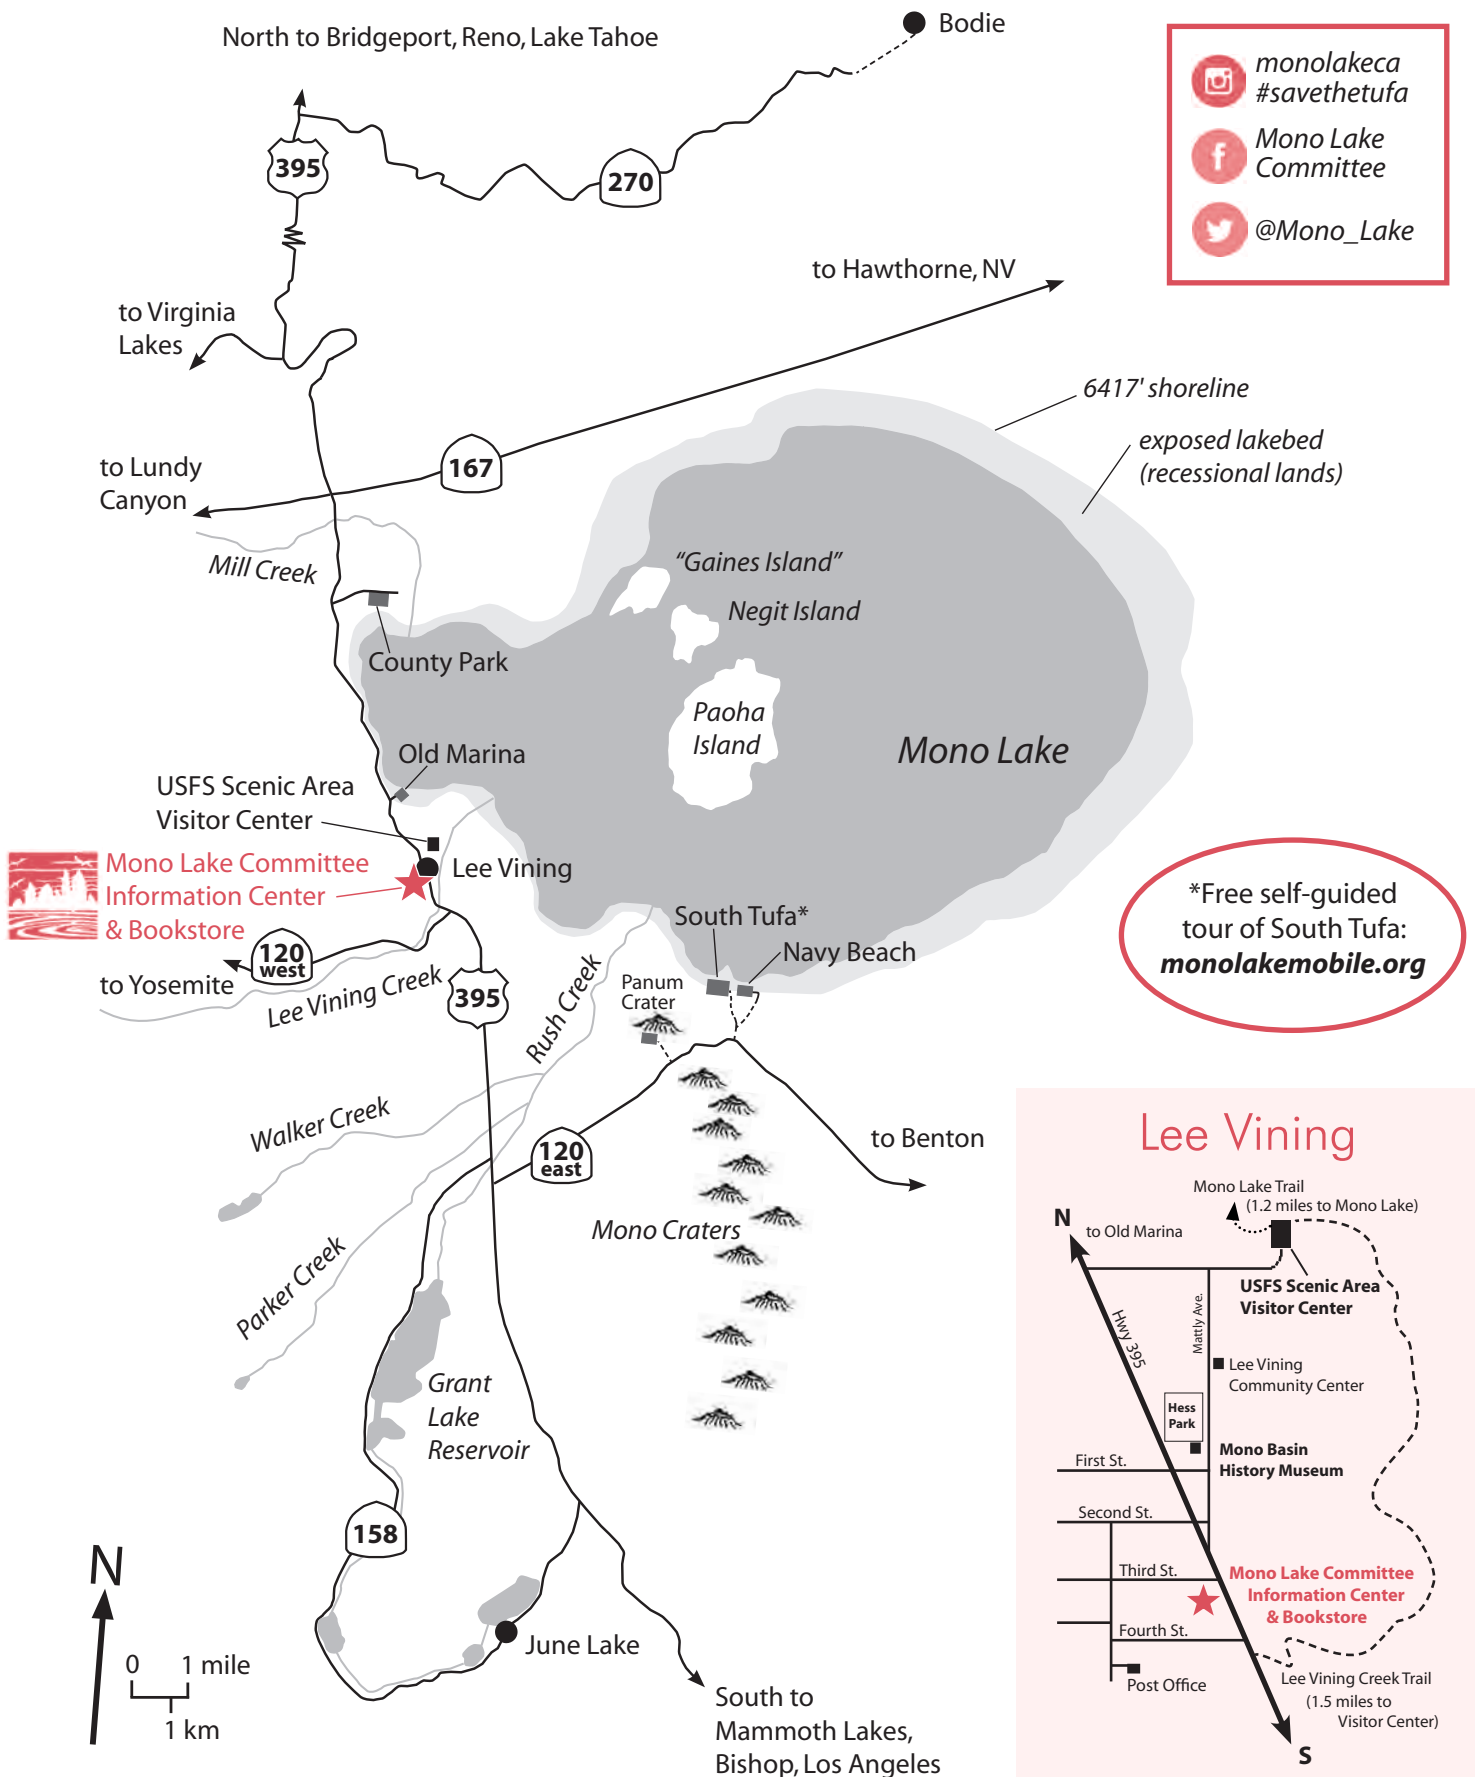 North to Bridgeport, Reno, Lake Tahoe
Bodie
monolakeca
#savethetufa
Mono Lake
Committee
@Mono_Lake
395
270
to Hawthorne, NV
to Virginia
Lakes
6417' shoreline
exposed lakebed
(recessional lands)
167
to Lundy
Canyon
Mill Creek
"Gaines Island"
Negit Island
County Park
Paoha
Island
Mono Lake
Old Marina
USFS Scenic Area
Visitor Center
Mono Lake Committee
Information Center
& Bookstore
Lee Vining
*Free self-guided
tour of South Tufa:
monolakemobile.org
South Tufa*
Navy Beach
120
west
to Yosemite
Lee Vining Creek
395
Rush Creek
Panum
Crater
Walker Creek
120
east
to Benton
Mono Craters
Parker Creek
Grant
Lake
Reservoir
158
June Lake
N
0 1 mile
1 km
South to
Mammoth Lakes,
Bishop, Los Angeles
Lee Vining
Mono Lake Trail
(1.2 miles to Mono Lake)
N
to Old Marina
USFS Scenic Area
Visitor Center
Hwy 395
Mattly Ave.
Lee Vining
Community Center
Hess
Park
Mono Basin
History Museum
First St.
Second St.
Third St.
Mono Lake Committee
Information Center
& Bookstore
Fourth St.
Post Office
Lee Vining Creek Trail
(1.5 miles to
Visitor Center)
S